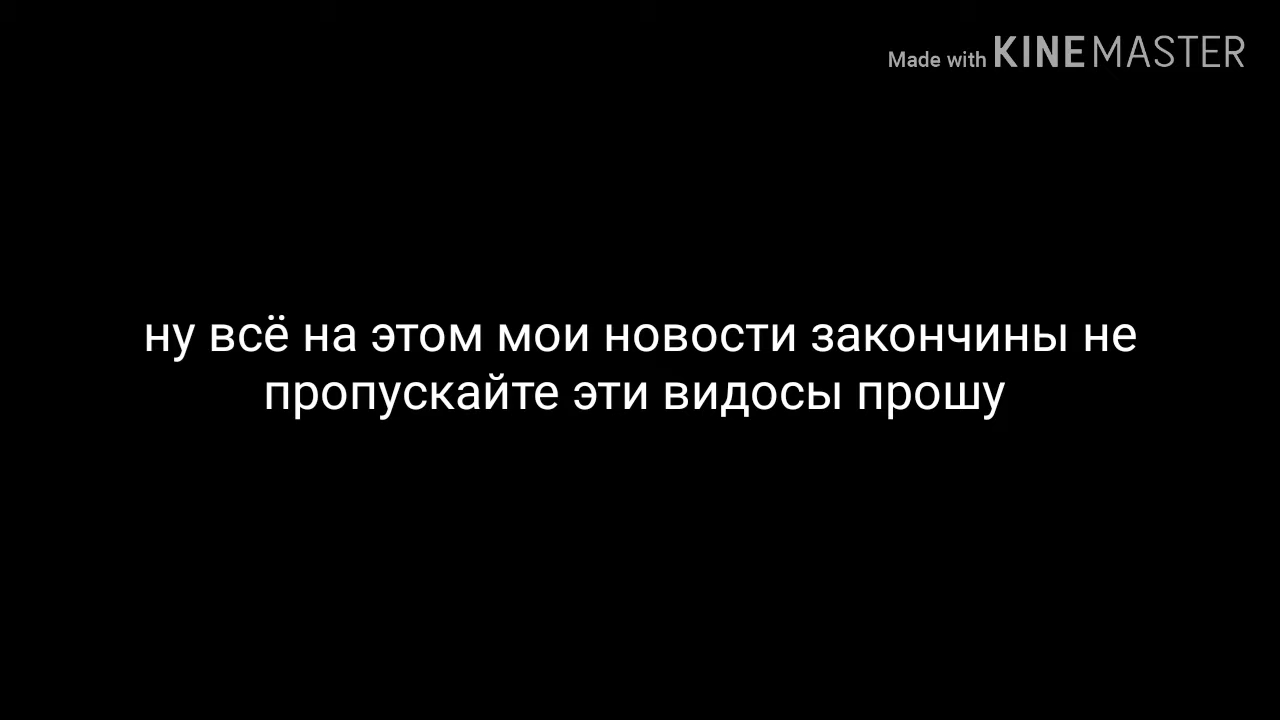 Made with KINEMASTER
ну всё на этом мои новости закончины не
пропускайте эти видосы прошу